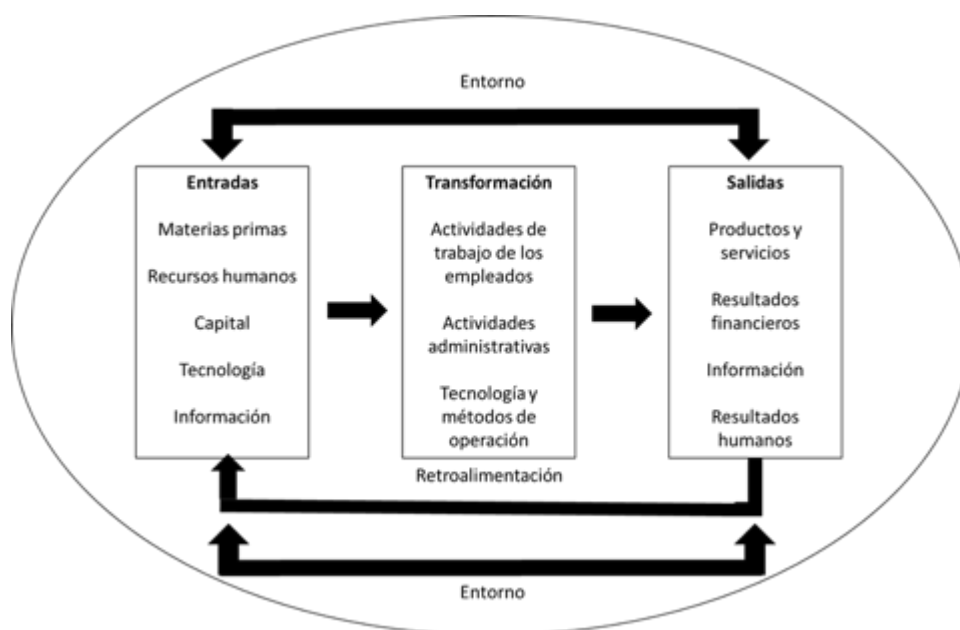 Entorno
Entradas
Materias primas
Recursos humanos
Capital
Tecnología
Información
Transformación
Actividades de
trabajo de los
empleados
Actividades
administrativas
Tecnología y
métodos de
operación
Salidas
Productos y
servicios
Resultados
financieros
Información
Resultados
humanos
Retroalimentación
Entorno